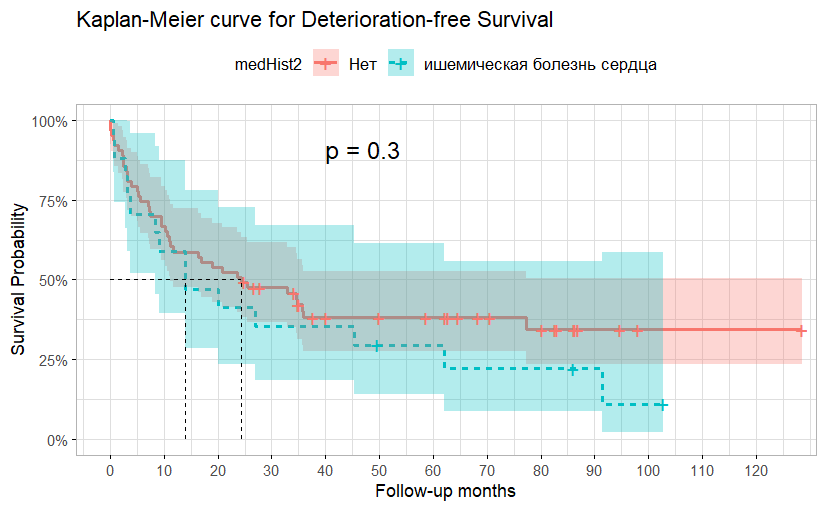 Kaplan-Meier curve for Deterioration-free Survival
medHist2 Нет ишемическая болезнь сердца
100%
p = 0.3
75%
50%
25%
0%
Survival Probability
0 10 20 30 40 50 60 70 80 90 100 110 120
Follow-up months